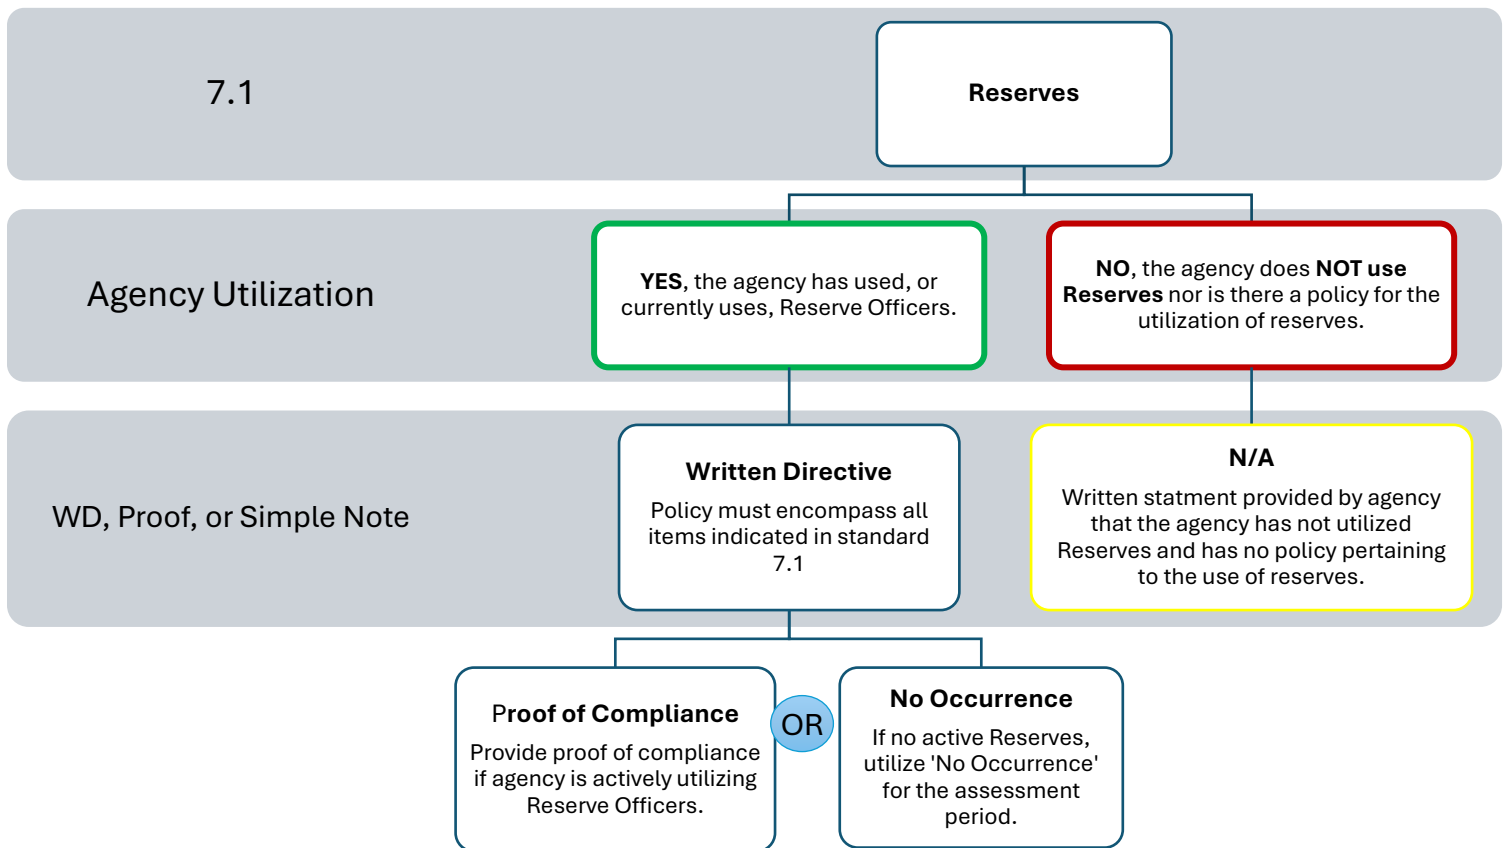 7.1
Reserves
Agency Utilization
YES, the agency has used, or
currently uses, Reserve Officers.
NO, the agency does NOT use
Reserves nor is there a policy for the
utilization of reserves.
WD, Proof, or Simple Note
Written Directive
Policy must encompass all
items indicated in standard
7.1
N/A
Written statment provided by agency
that the agency has not utilized
Reserves and has no policy pertaining
to the use of reserves.
Proof of Compliance
Provide proof of compliance
if agency is actively utilizing
Reserve Officers.
OR
No Occurrence
If no active Reserves,
utilize 'No Occurrence'
for the assessment
period.